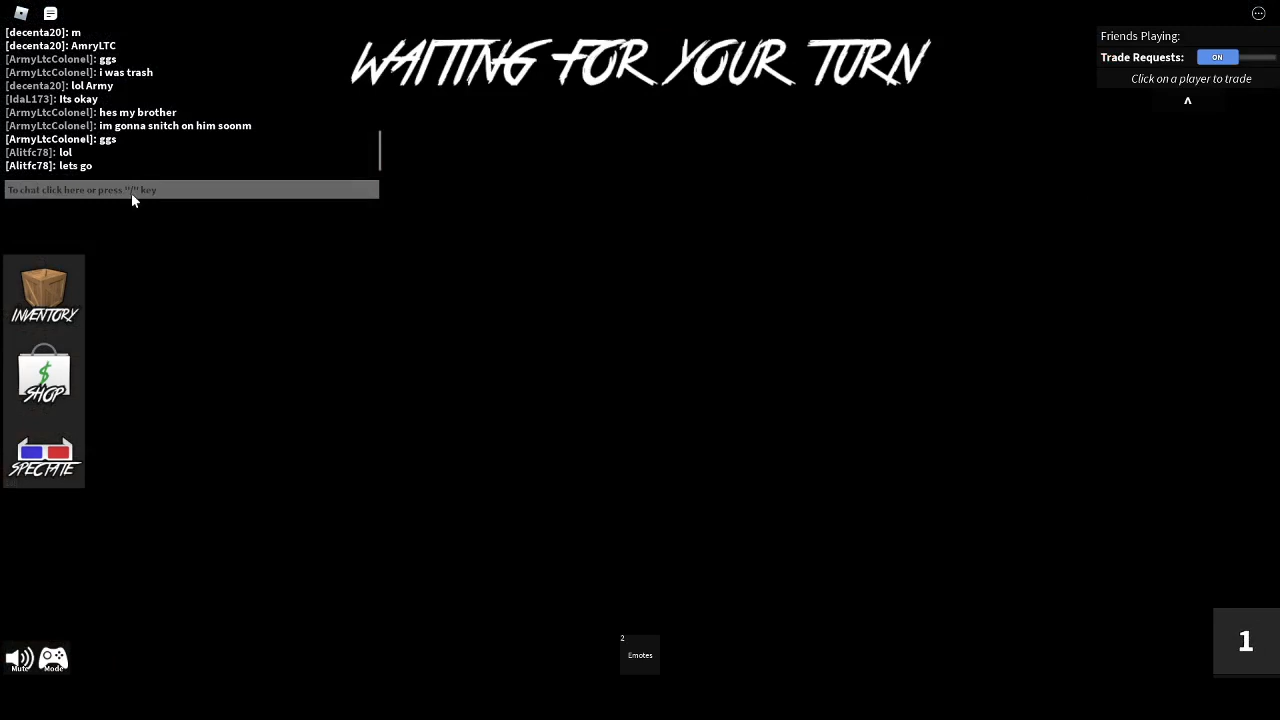 [decenta20]: m
[decenta20]: AmryLTC
[ArmyLtcColonel]: ggs
[ArmyLtcColonel]: i was trash
[decenta20]: lol Army
[IdaL173]: Its okay
[ArmyLtcColonel]: hes my brother
[ArmyLtcColonel]: im gonna snitch on him soonm
[ArmyLtcColonel]: ggs
[Alitfc78]: lol
[Alitfc78]: lets go
To chat click here or press "/" key
WAITING FOR YOUR TURN
Friends Playing:
Trade Requests: ON
Click on a player to trade
^
INVENTORY
$
SHOP
SPECTATE
Mute
Mode
2
Emotes
1